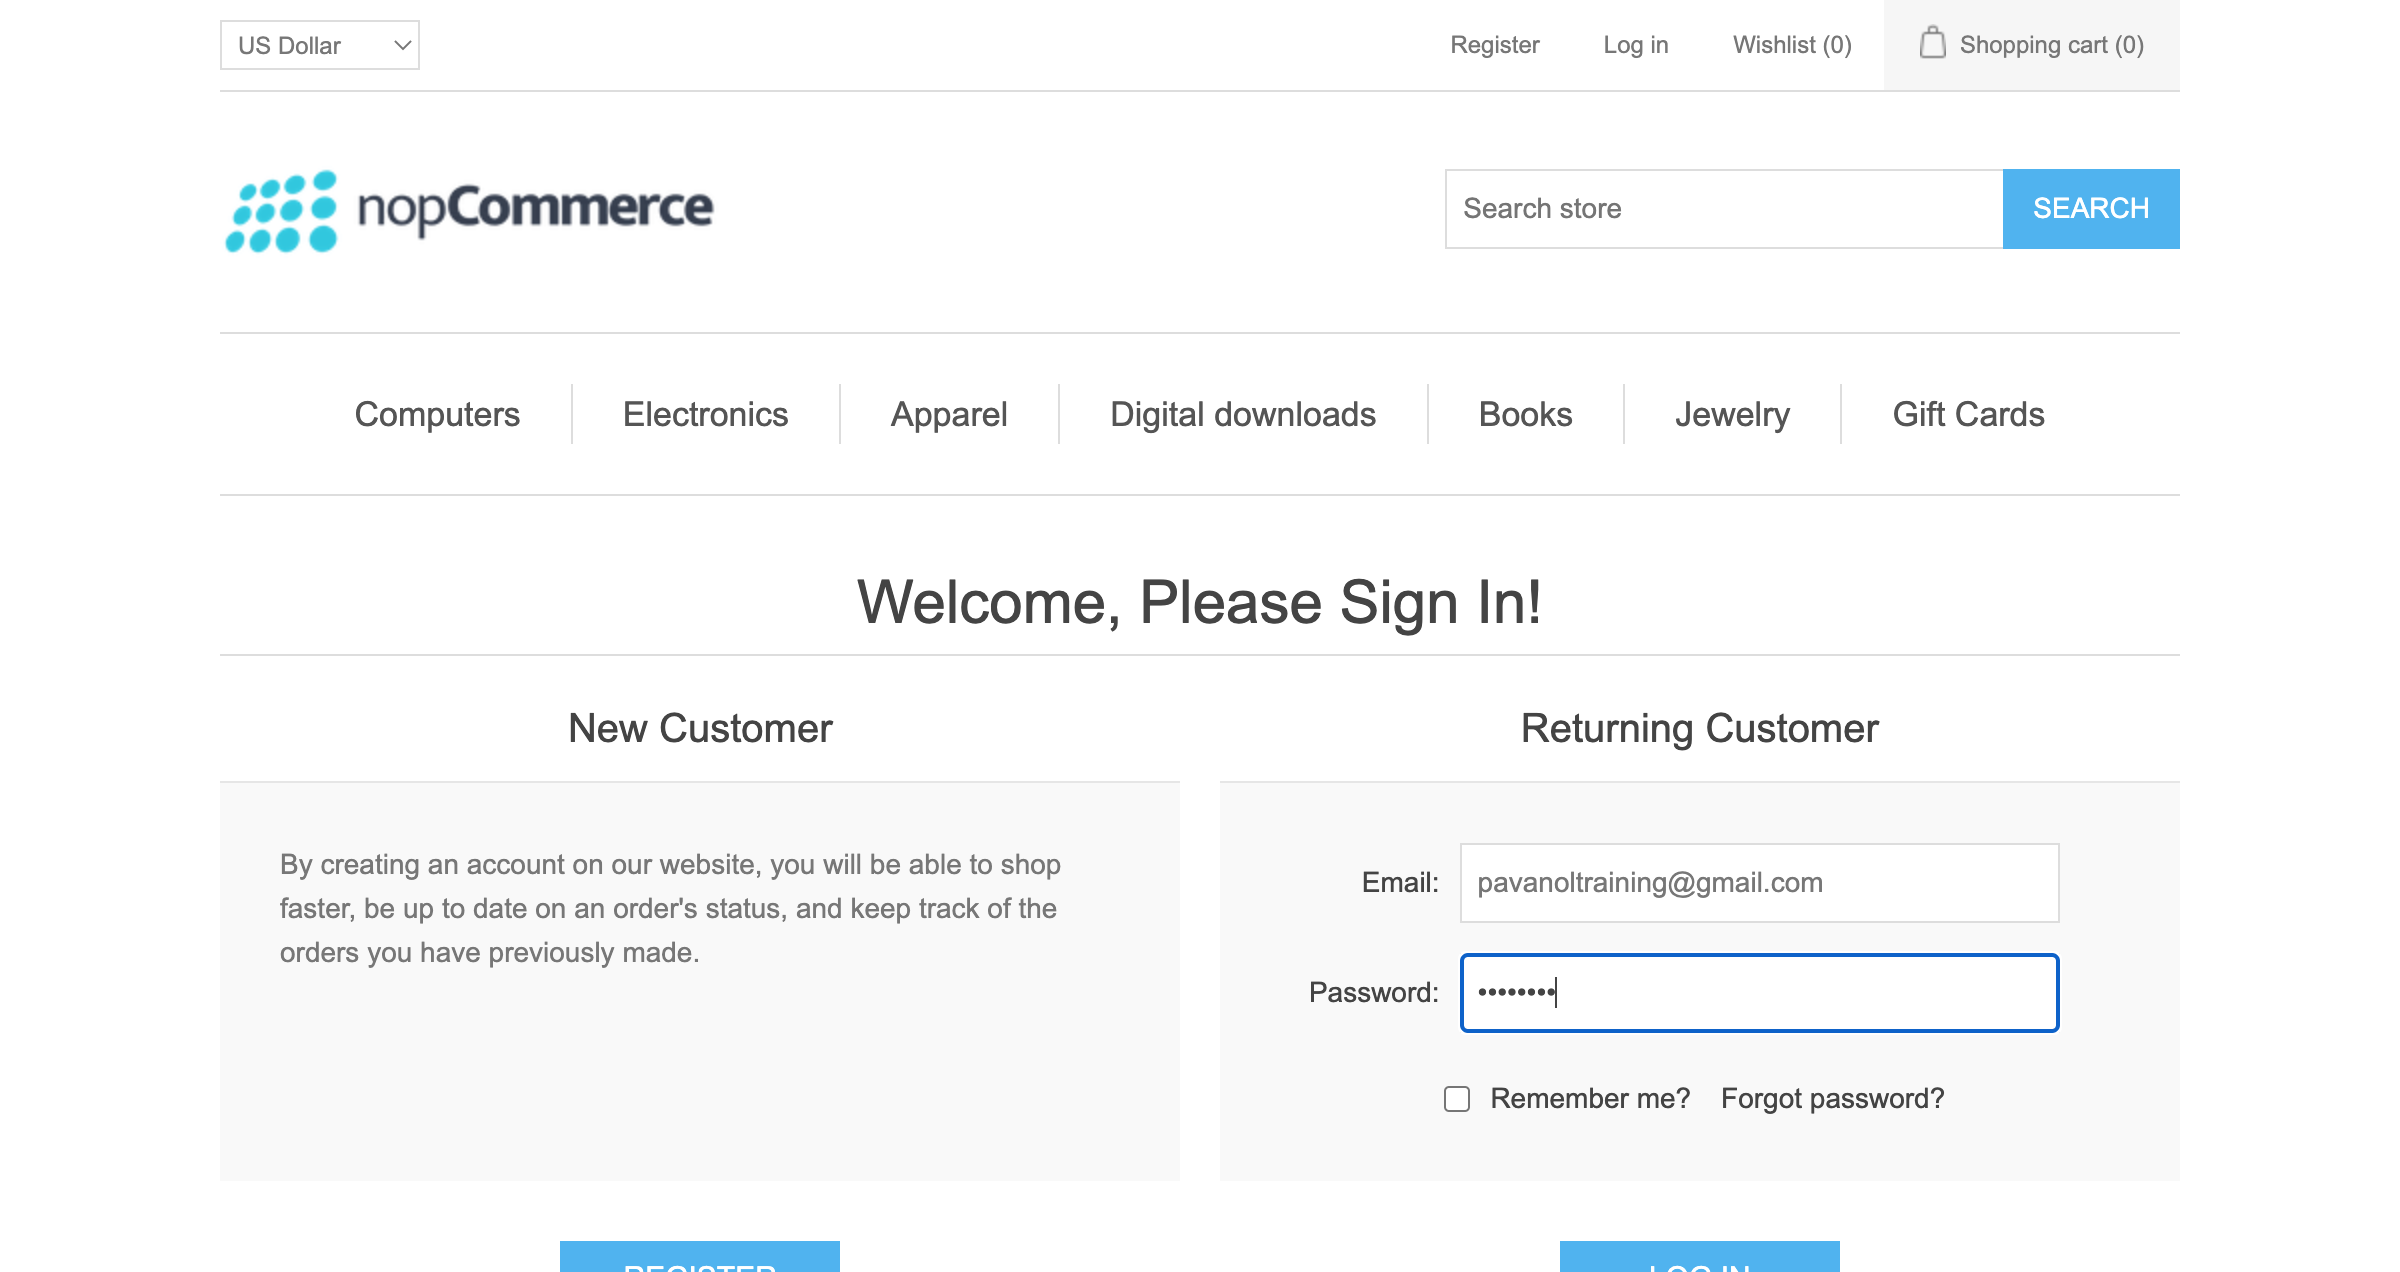 US Dollar
Register
Log in
Wishlist (0)
Shopping cart (0)
nopCommerce
Search store
SEARCH
Computers
Electronics
Apparel
Digital downloads
Books
Jewelry
Gift Cards
Welcome, Please Sign In!
New Customer
By creating an account on our website, you will be able to shop
faster, be up to date on an order's status, and keep track of the
orders you have previously made.
REGISTER
Returning Customer
Email: pavanoltraining@gmail.com
Password: ••••••••
Remember me? Forgot password?
LOG IN